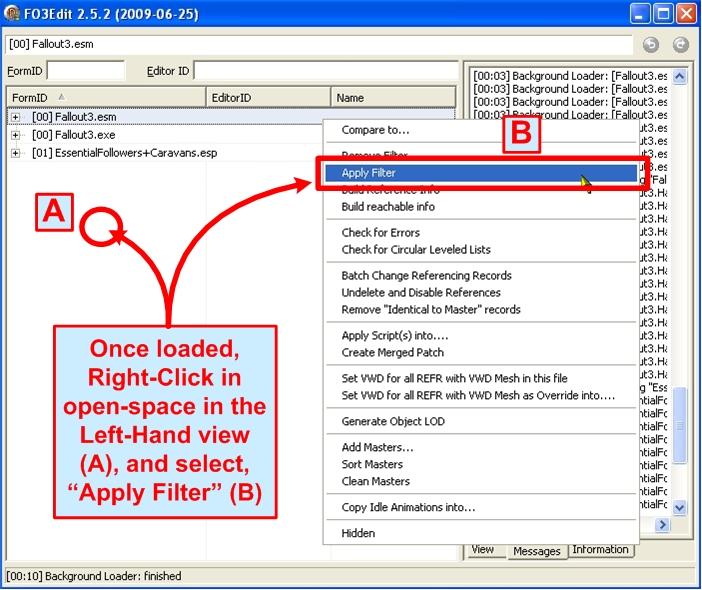 FO3Edit 2.5.2 (2009-06-25)
[00] Fallout3.esm
FormID Editor ID
FormID EditorID Name
[00] Fallout3.esm
[00] Fallout3.exe
[01] EssentialFollowers+Caravans.esp
A
Once loaded,
Right-Click in
open-space in the
Left-Hand view
(A), and select,
“Apply Filter” (B)
B
Compare to...
Remove Filter
Apply Filter
Build Reference Info
Build reachable info
Check for Errors
Check for Circular Leveled Lists
Batch Change Referencing Records
Undelete and Disable References
Remove "Identical to Master" records
Apply Script(s) into....
Create Merged Patch
Set VWD for all REFR with VWD Mesh in this file
Set VWD for all REFR with VWD Mesh as Override into....
Generate Object LOD
Add Masters...
Sort Masters
Clean Masters
Copy Idle Animations into...
Hidden
[00:03] Background Loader: [Fallout3.es
[00:03] Background Loader: [Fallout3.es
[00:03] Background Loader: [Fallout3.es
[00:03] Background Loader: [Fallout3.es
View Messages Information
[00:10] Background Loader: finished